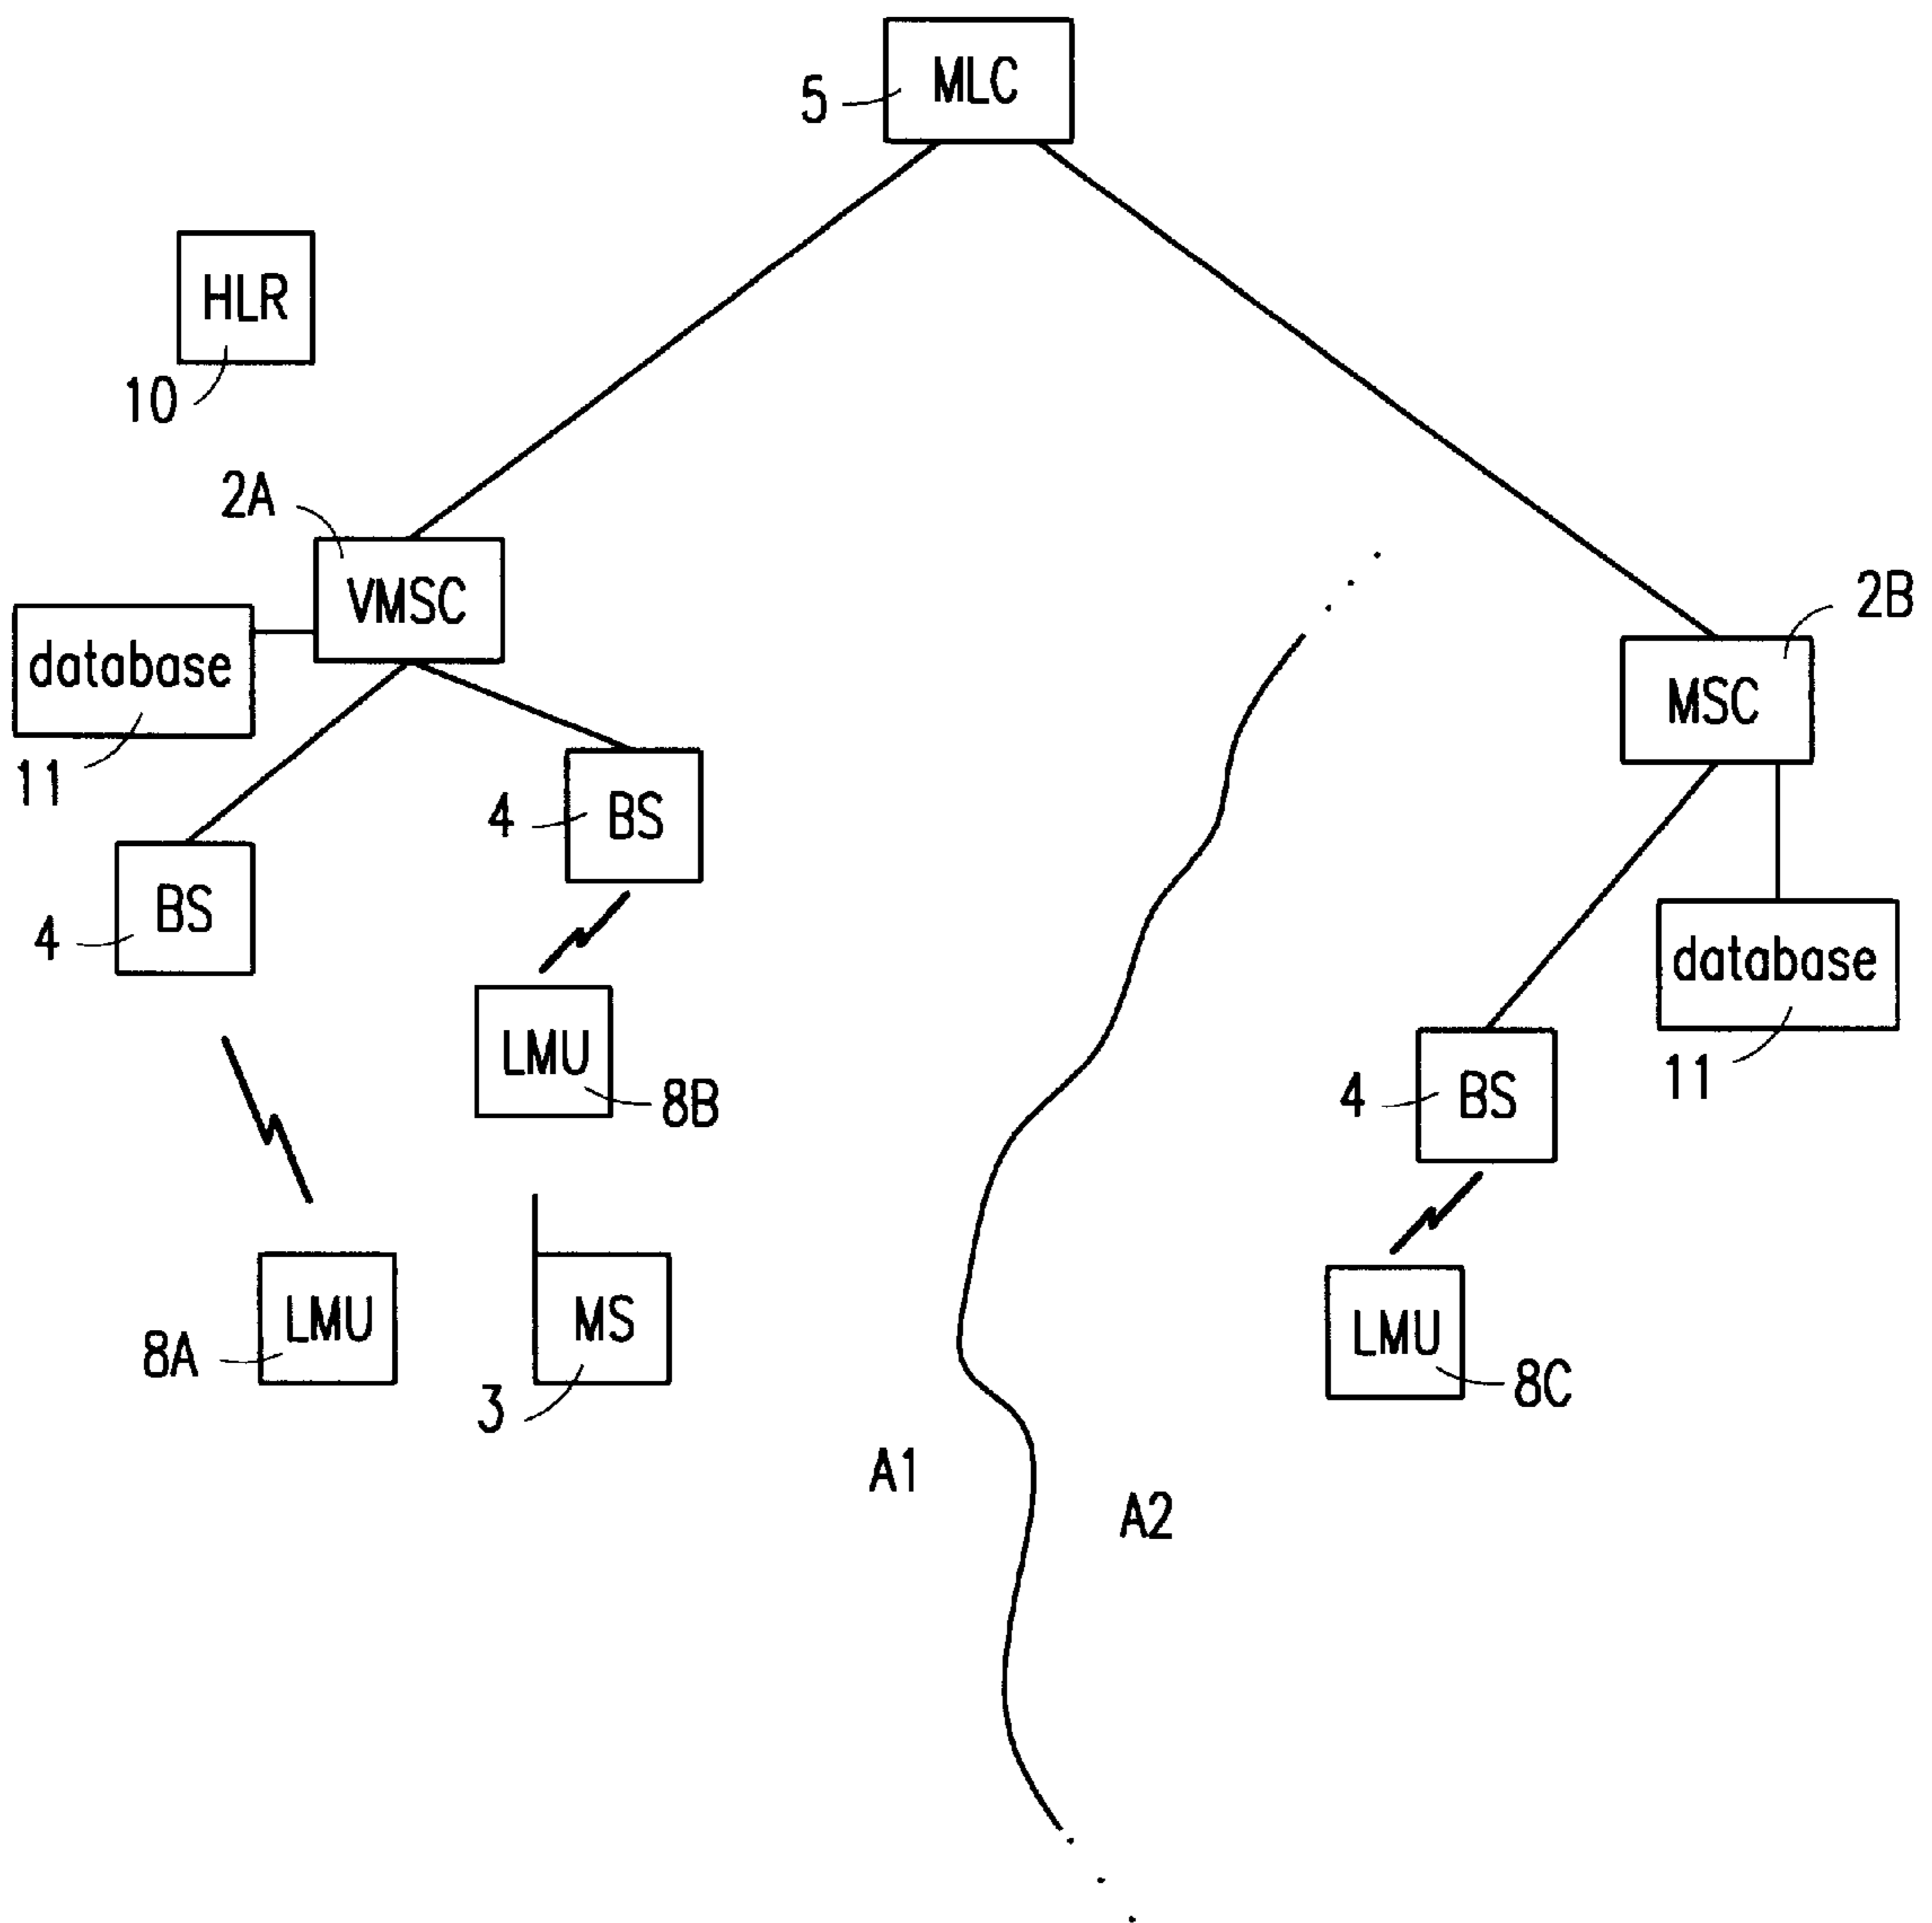 MLC
5
HLR
10
2A
VMSC
database
11
2B
MSC
4
BS
BS
4
database
11
LMU
8B
4
BS
LMU
8A
MS
3
LMU
8C
A1
A2